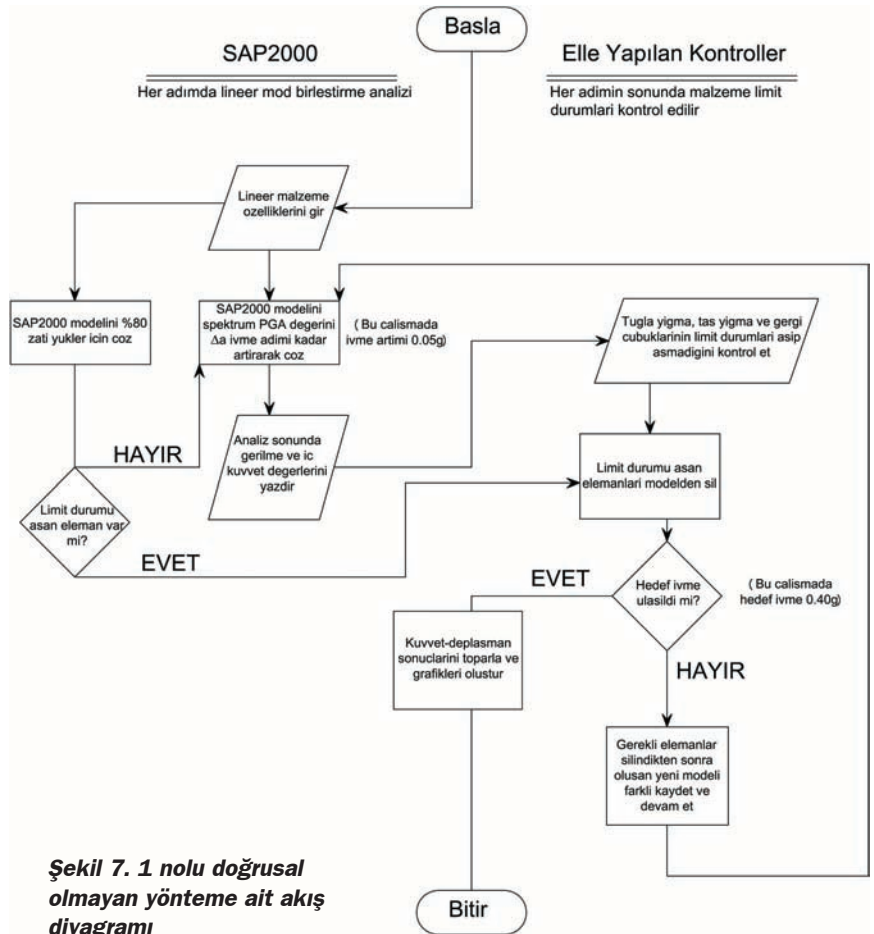 Basla
SAP2000
Her adımda lineer mod birlestirme analizi
Elle Yapılan Kontroller
Her adimin sonunda malzeme limit
durumlari kontrol edilir
Lineer malzeme
ozelliklerini gir
SAP2000 modelini %80
zati yukler icin coz
SAP2000 modelini
spektrum PGA degerini
Δa ivme adimi kadar
artirarak coz
( Bu calismada
ivme artimi 0.05g)
Tugla yigma, tas yigma ve gergi
cubuklarinin limit durumlari asip
asmadigini kontrol et
HAYIR
Analiz sonunda
gerilme ve ic
kuvvet degerlerini
yazdir
Limit durumu asan
elemanlari modelden sil
Limit durumu
asan eleman var
mi?
EVET
EVET
Hedef ivme
ulasildi mi?
( Bu calismada
hedef ivme 0.40g)
Kuvvet-deplasman
sonuclarini toparla ve
grafikleri olustur
HAYIR
Gerekli elemanlar
silindikten sonra
olusan yeni modeli
farkli kaydet ve
devam et
Şekil 7. 1 nolu doğrusal
olmayan yönteme ait akış
diyagramı
Bitir